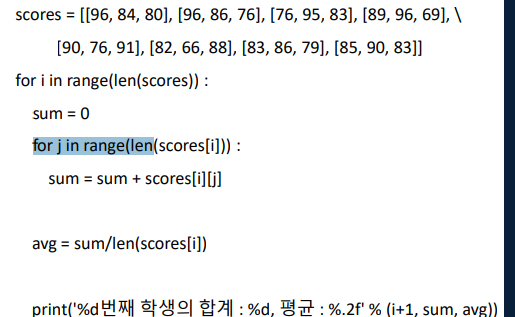 scores = [[96, 84, 80], [96, 86, 76], [76, 95, 83], [89, 96, 69], \
[90, 76, 91], [82, 66, 88], [83, 86, 79], [85, 90, 83]]
for i in range(len(scores)) :
sum = 0
for j in range(len(scores[i])) :
sum = sum + scores[i][j]
avg = sum/len(scores[i])
print('%d번째 학생의 합계 : %d, 평균 : %.2f' % (i+1, sum, avg))